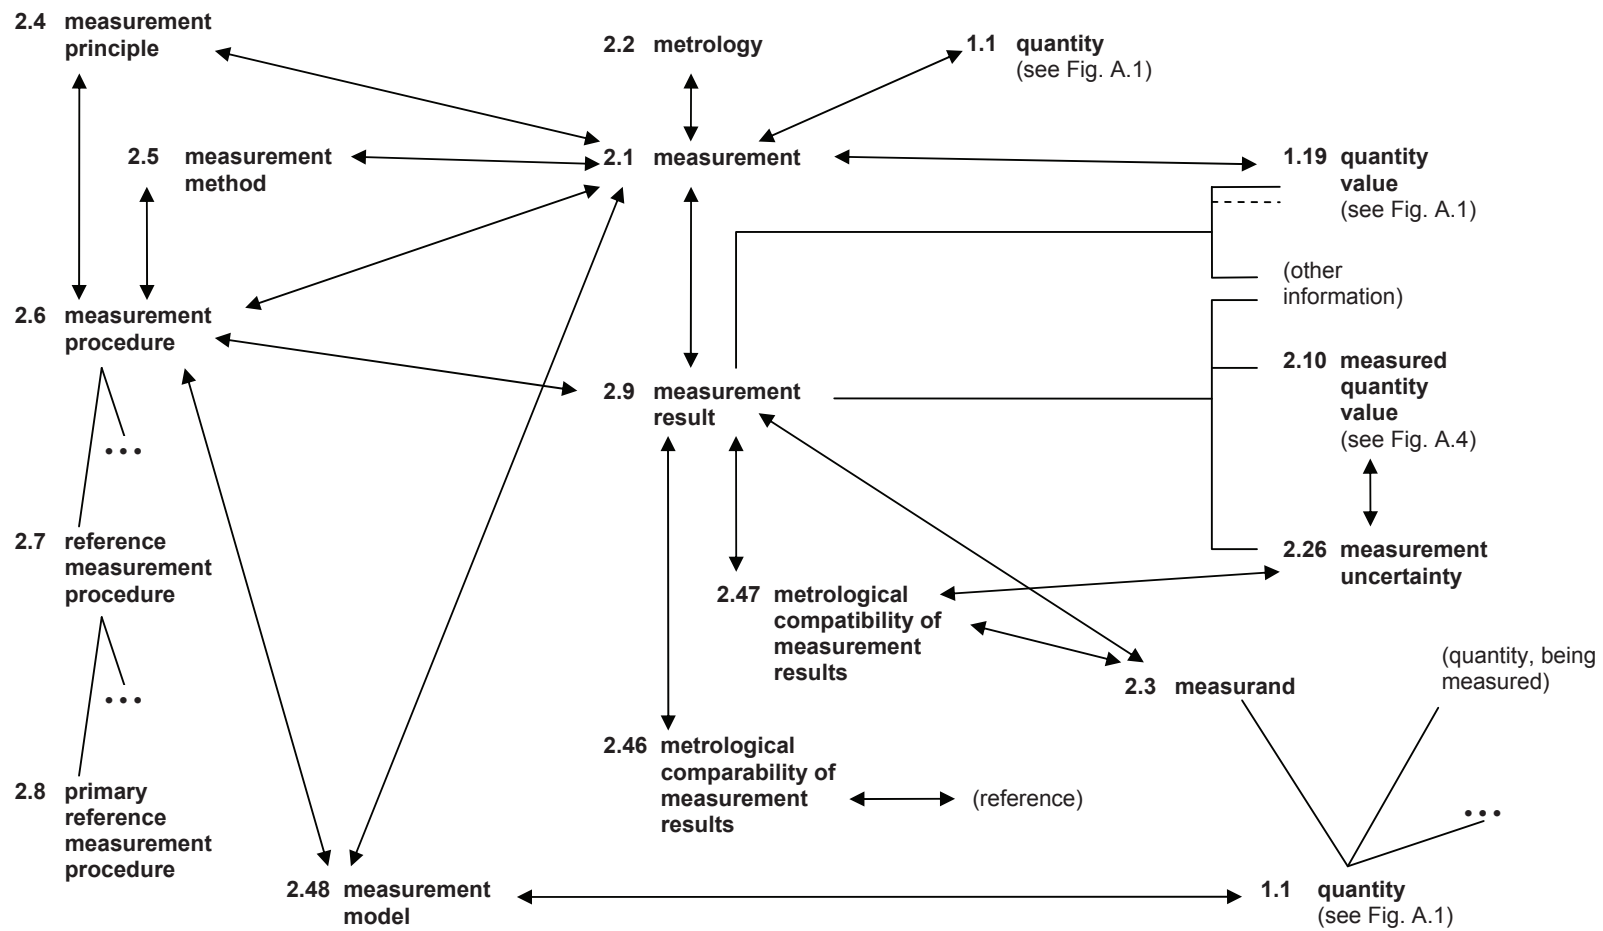 2.4 measurement
principle
2.2 metrology
1.1 quantity
(see Fig. A.1)
2.5 measurement
method
2.1 measurement
1.19 quantity
value
(see Fig. A.1)
(other
information)
2.6 measurement
procedure
2.9 measurement
result
2.10 measured
quantity
value
(see Fig. A.4)
...
2.7 reference
measurement
procedure
2.26 measurement
uncertainty
2.47 metrological
compatibility of
measurement
results
2.3 measurand
(quantity, being
measured)
...
2.46 metrological
comparability of
measurement
results
(reference)
2.8 primary
reference
measurement
procedure
...
2.48 measurement
model
1.1 quantity
(see Fig. A.1)